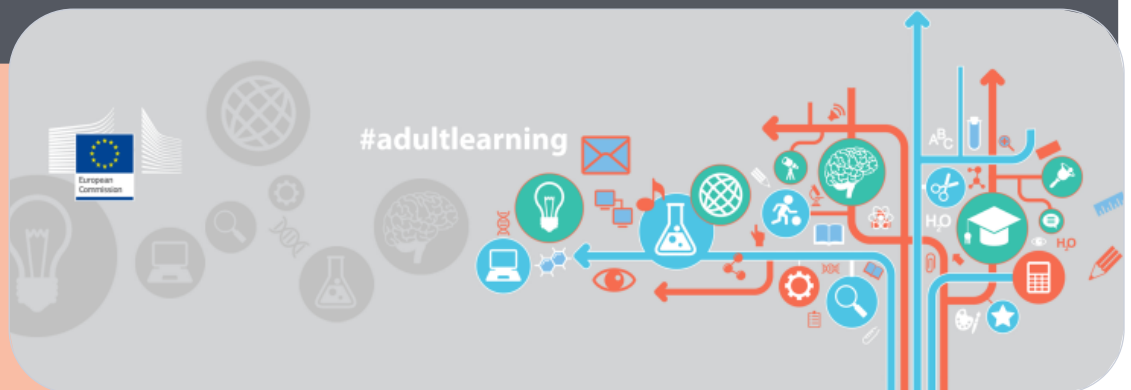 #adultlearning
European
Commission
A B C
H₂O
H₂O